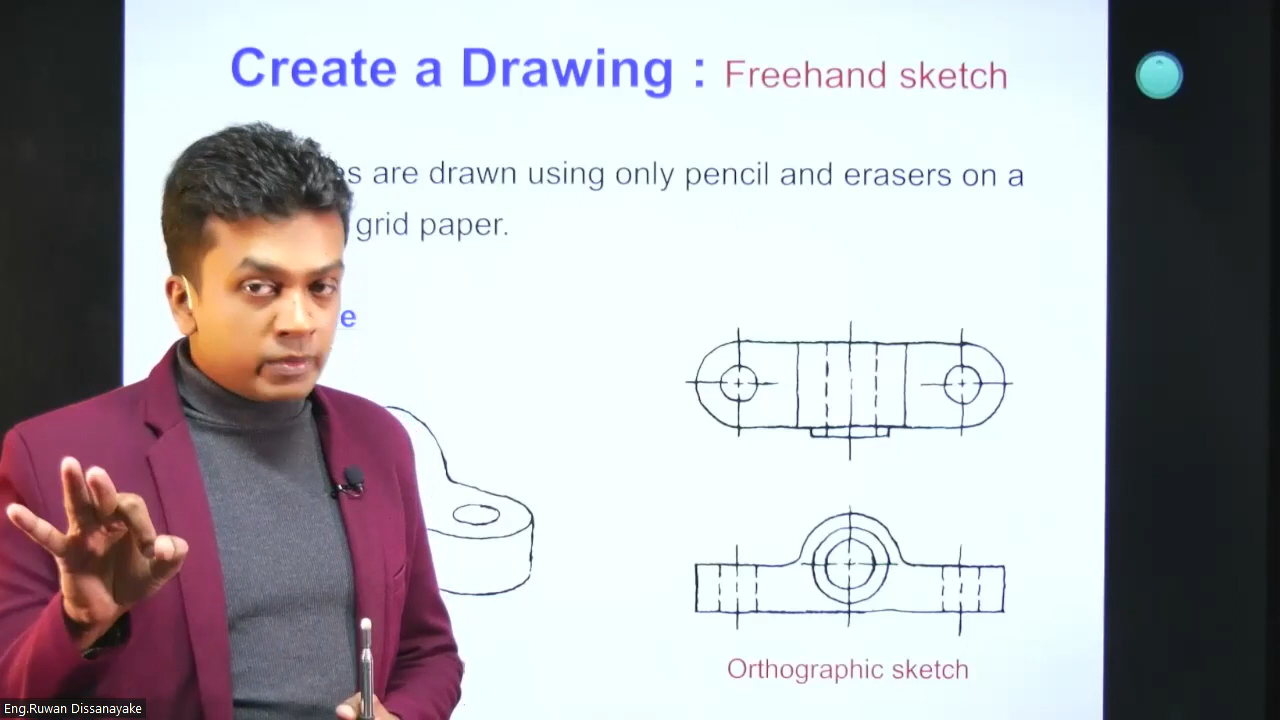 Create a Drawing : Freehand sketch
es are drawn using only pencil and erasers on a
grid paper.
e
Orthographic sketch
Eng.Ruwan Dissanayake